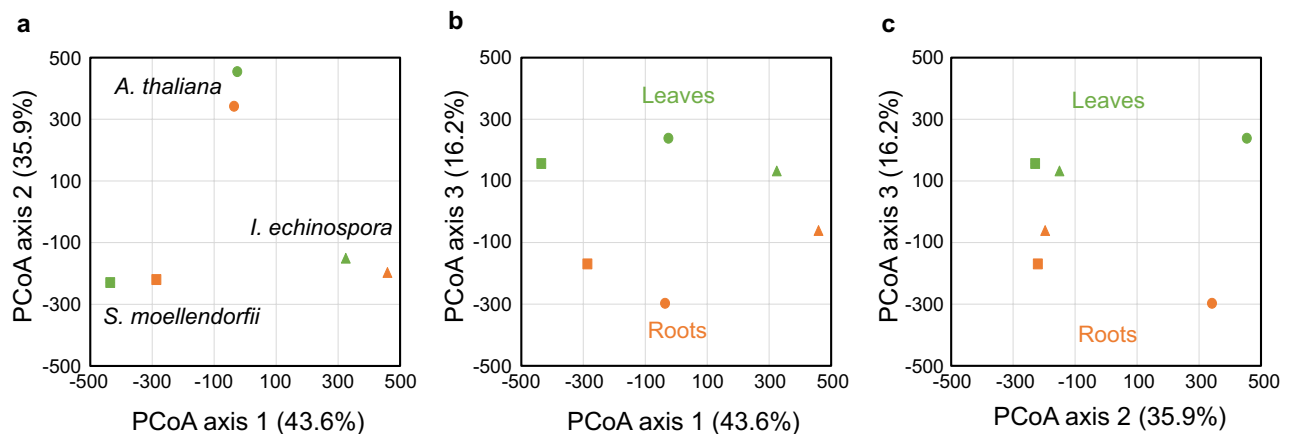 a
500
300
100
-100
-300
-500
-500
-300
-100
100
300
500
PCoA axis 2 (35.9%)
PCoA axis 1 (43.6%)
A. thaliana
I. echinospora
S. moellendorfii
b
500
300
100
-100
-300
-500
-500
-300
-100
100
300
500
PCoA axis 3 (16.2%)
PCoA axis 1 (43.6%)
Leaves
Roots
c
500
300
100
-100
-300
-500
-500
-300
-100
100
300
500
PCoA axis 3 (16.2%)
PCoA axis 2 (35.9%)
Leaves
Roots